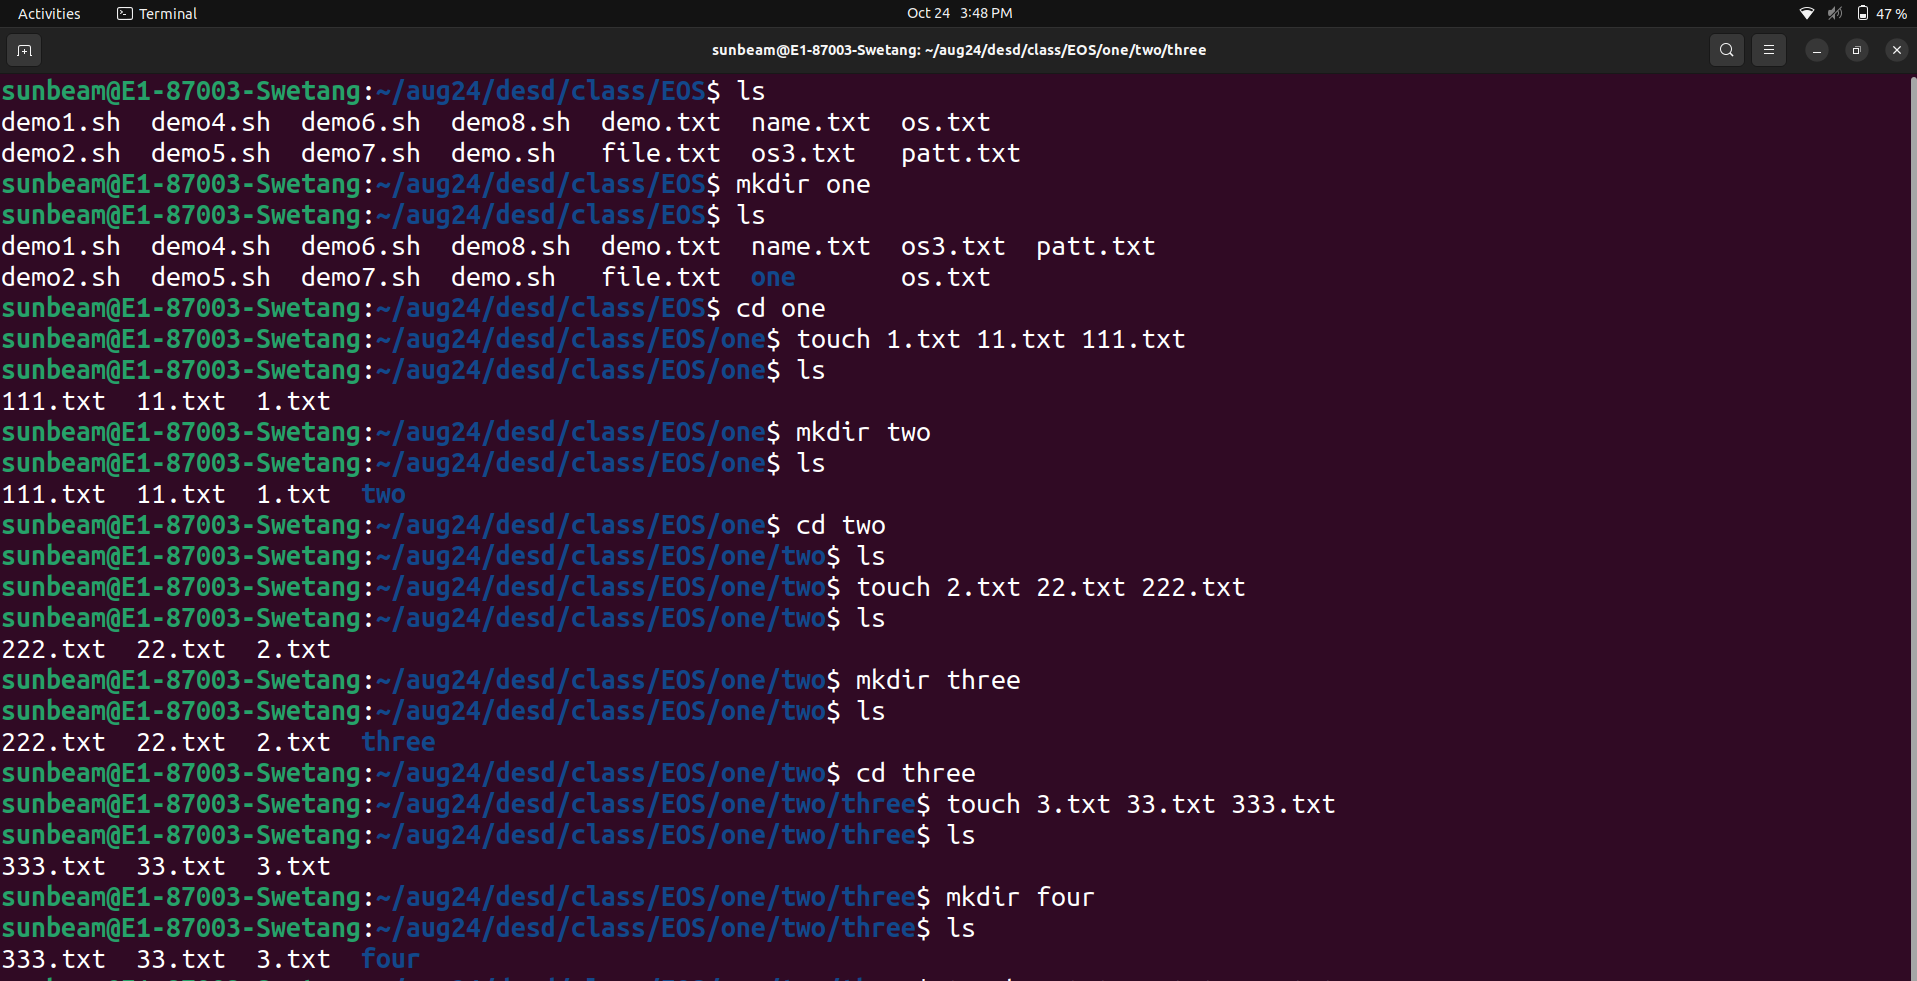 Activities Terminal Oct 24 3:48 PM 47 %
sunbeam@E1-87003-Swetang: ~/aug24/desd/class/EOS/one/two/three
sunbeam@E1-87003-Swetang:~/aug24/desd/class/EOS$ ls
demo1.sh demo4.sh demo6.sh demo8.sh demo.txt name.txt os.txt
demo2.sh demo5.sh demo7.sh demo.sh file.txt os3.txt patt.txt
sunbeam@E1-87003-Swetang:~/aug24/desd/class/EOS$ mkdir one
sunbeam@E1-87003-Swetang:~/aug24/desd/class/EOS$ ls
demo1.sh demo4.sh demo6.sh demo8.sh demo.txt name.txt os3.txt patt.txt
demo2.sh demo5.sh demo7.sh demo.sh file.txt one os.txt
sunbeam@E1-87003-Swetang:~/aug24/desd/class/EOS$ cd one
sunbeam@E1-87003-Swetang:~/aug24/desd/class/EOS/one$ touch 1.txt 11.txt 111.txt
sunbeam@E1-87003-Swetang:~/aug24/desd/class/EOS/one$ ls
111.txt 11.txt 1.txt
sunbeam@E1-87003-Swetang:~/aug24/desd/class/EOS/one$ mkdir two
sunbeam@E1-87003-Swetang:~/aug24/desd/class/EOS/one$ ls
111.txt 11.txt 1.txt two
sunbeam@E1-87003-Swetang:~/aug24/desd/class/EOS/one$ cd two
sunbeam@E1-87003-Swetang:~/aug24/desd/class/EOS/one/two$ ls
sunbeam@E1-87003-Swetang:~/aug24/desd/class/EOS/one/two$ touch 2.txt 22.txt 222.txt
sunbeam@E1-87003-Swetang:~/aug24/desd/class/EOS/one/two$ ls
222.txt 22.txt 2.txt
sunbeam@E1-87003-Swetang:~/aug24/desd/class/EOS/one/two$ mkdir three
sunbeam@E1-87003-Swetang:~/aug24/desd/class/EOS/one/two$ ls
222.txt 22.txt 2.txt three
sunbeam@E1-87003-Swetang:~/aug24/desd/class/EOS/one/two$ cd three
sunbeam@E1-87003-Swetang:~/aug24/desd/class/EOS/one/two/three$ touch 3.txt 33.txt 333.txt
sunbeam@E1-87003-Swetang:~/aug24/desd/class/EOS/one/two/three$ ls
333.txt 33.txt 3.txt
sunbeam@E1-87003-Swetang:~/aug24/desd/class/EOS/one/two/three$ mkdir four
sunbeam@E1-87003-Swetang:~/aug24/desd/class/EOS/one/two/three$ ls
333.txt 33.txt 3.txt four